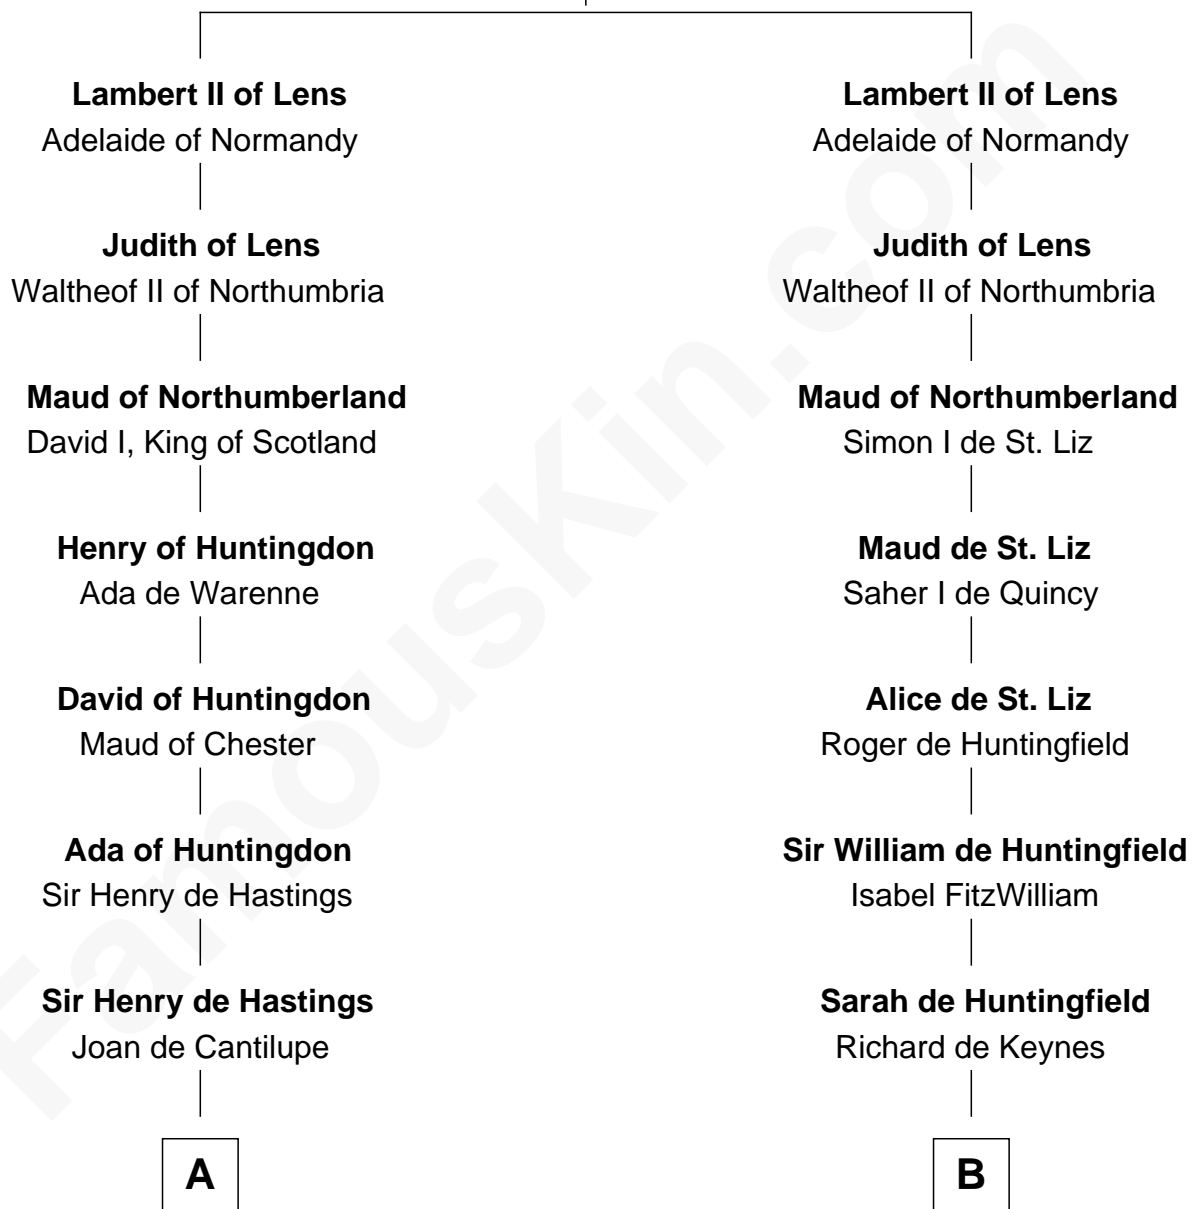 Lambert II of Lens
Adelaide of Normandy
Judith of Lens
Waltheof II of Northumbria
Maud of Northumberland
David I, King of Scotland
Henry of Huntingdon
Ada de Warenne
David of Huntingdon
Maud of Chester
Ada of Huntingdon
Sir Henry de Hastings
Sir Henry de Hastings
Joan de Cantilupe
A
Lambert II of Lens
Adelaide of Normandy
Judith of Lens
Waltheof II of Northumbria
Maud of Northumberland
Simon I de St. Liz
Maud de St. Liz
Saher I de Quincy
Alice de St. Liz
Roger de Huntingfield
Sir William de Huntingfield
Isabel FitzWilliam
Sarah de Huntingfield
Richard de Keynes
B
FamousKin.com